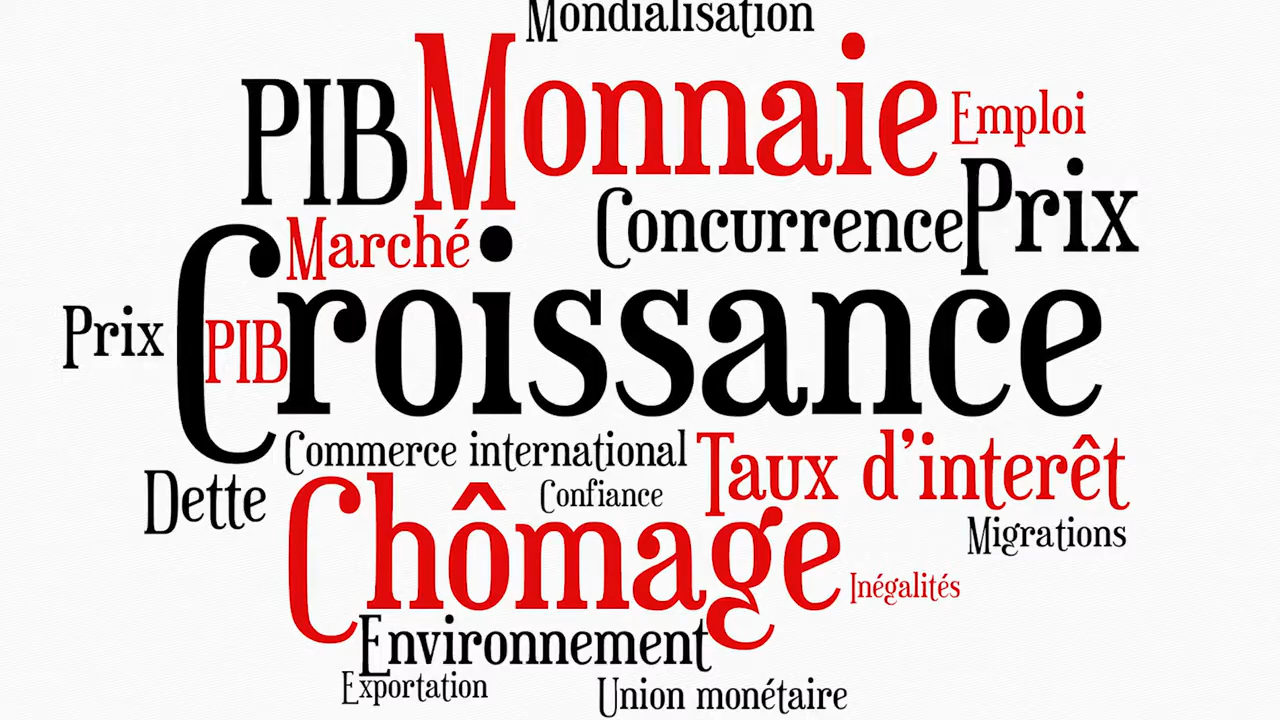 Mondialisation
PIB
Monnaie
Emploi
Prix
Concurrence
Marché
Croissance
Prix
PIB
Commerce international
Taux d'interêt
Dette
Confiance
Chômage
Migrations
Inégalités
Environnement
Exportation
Union monétaire